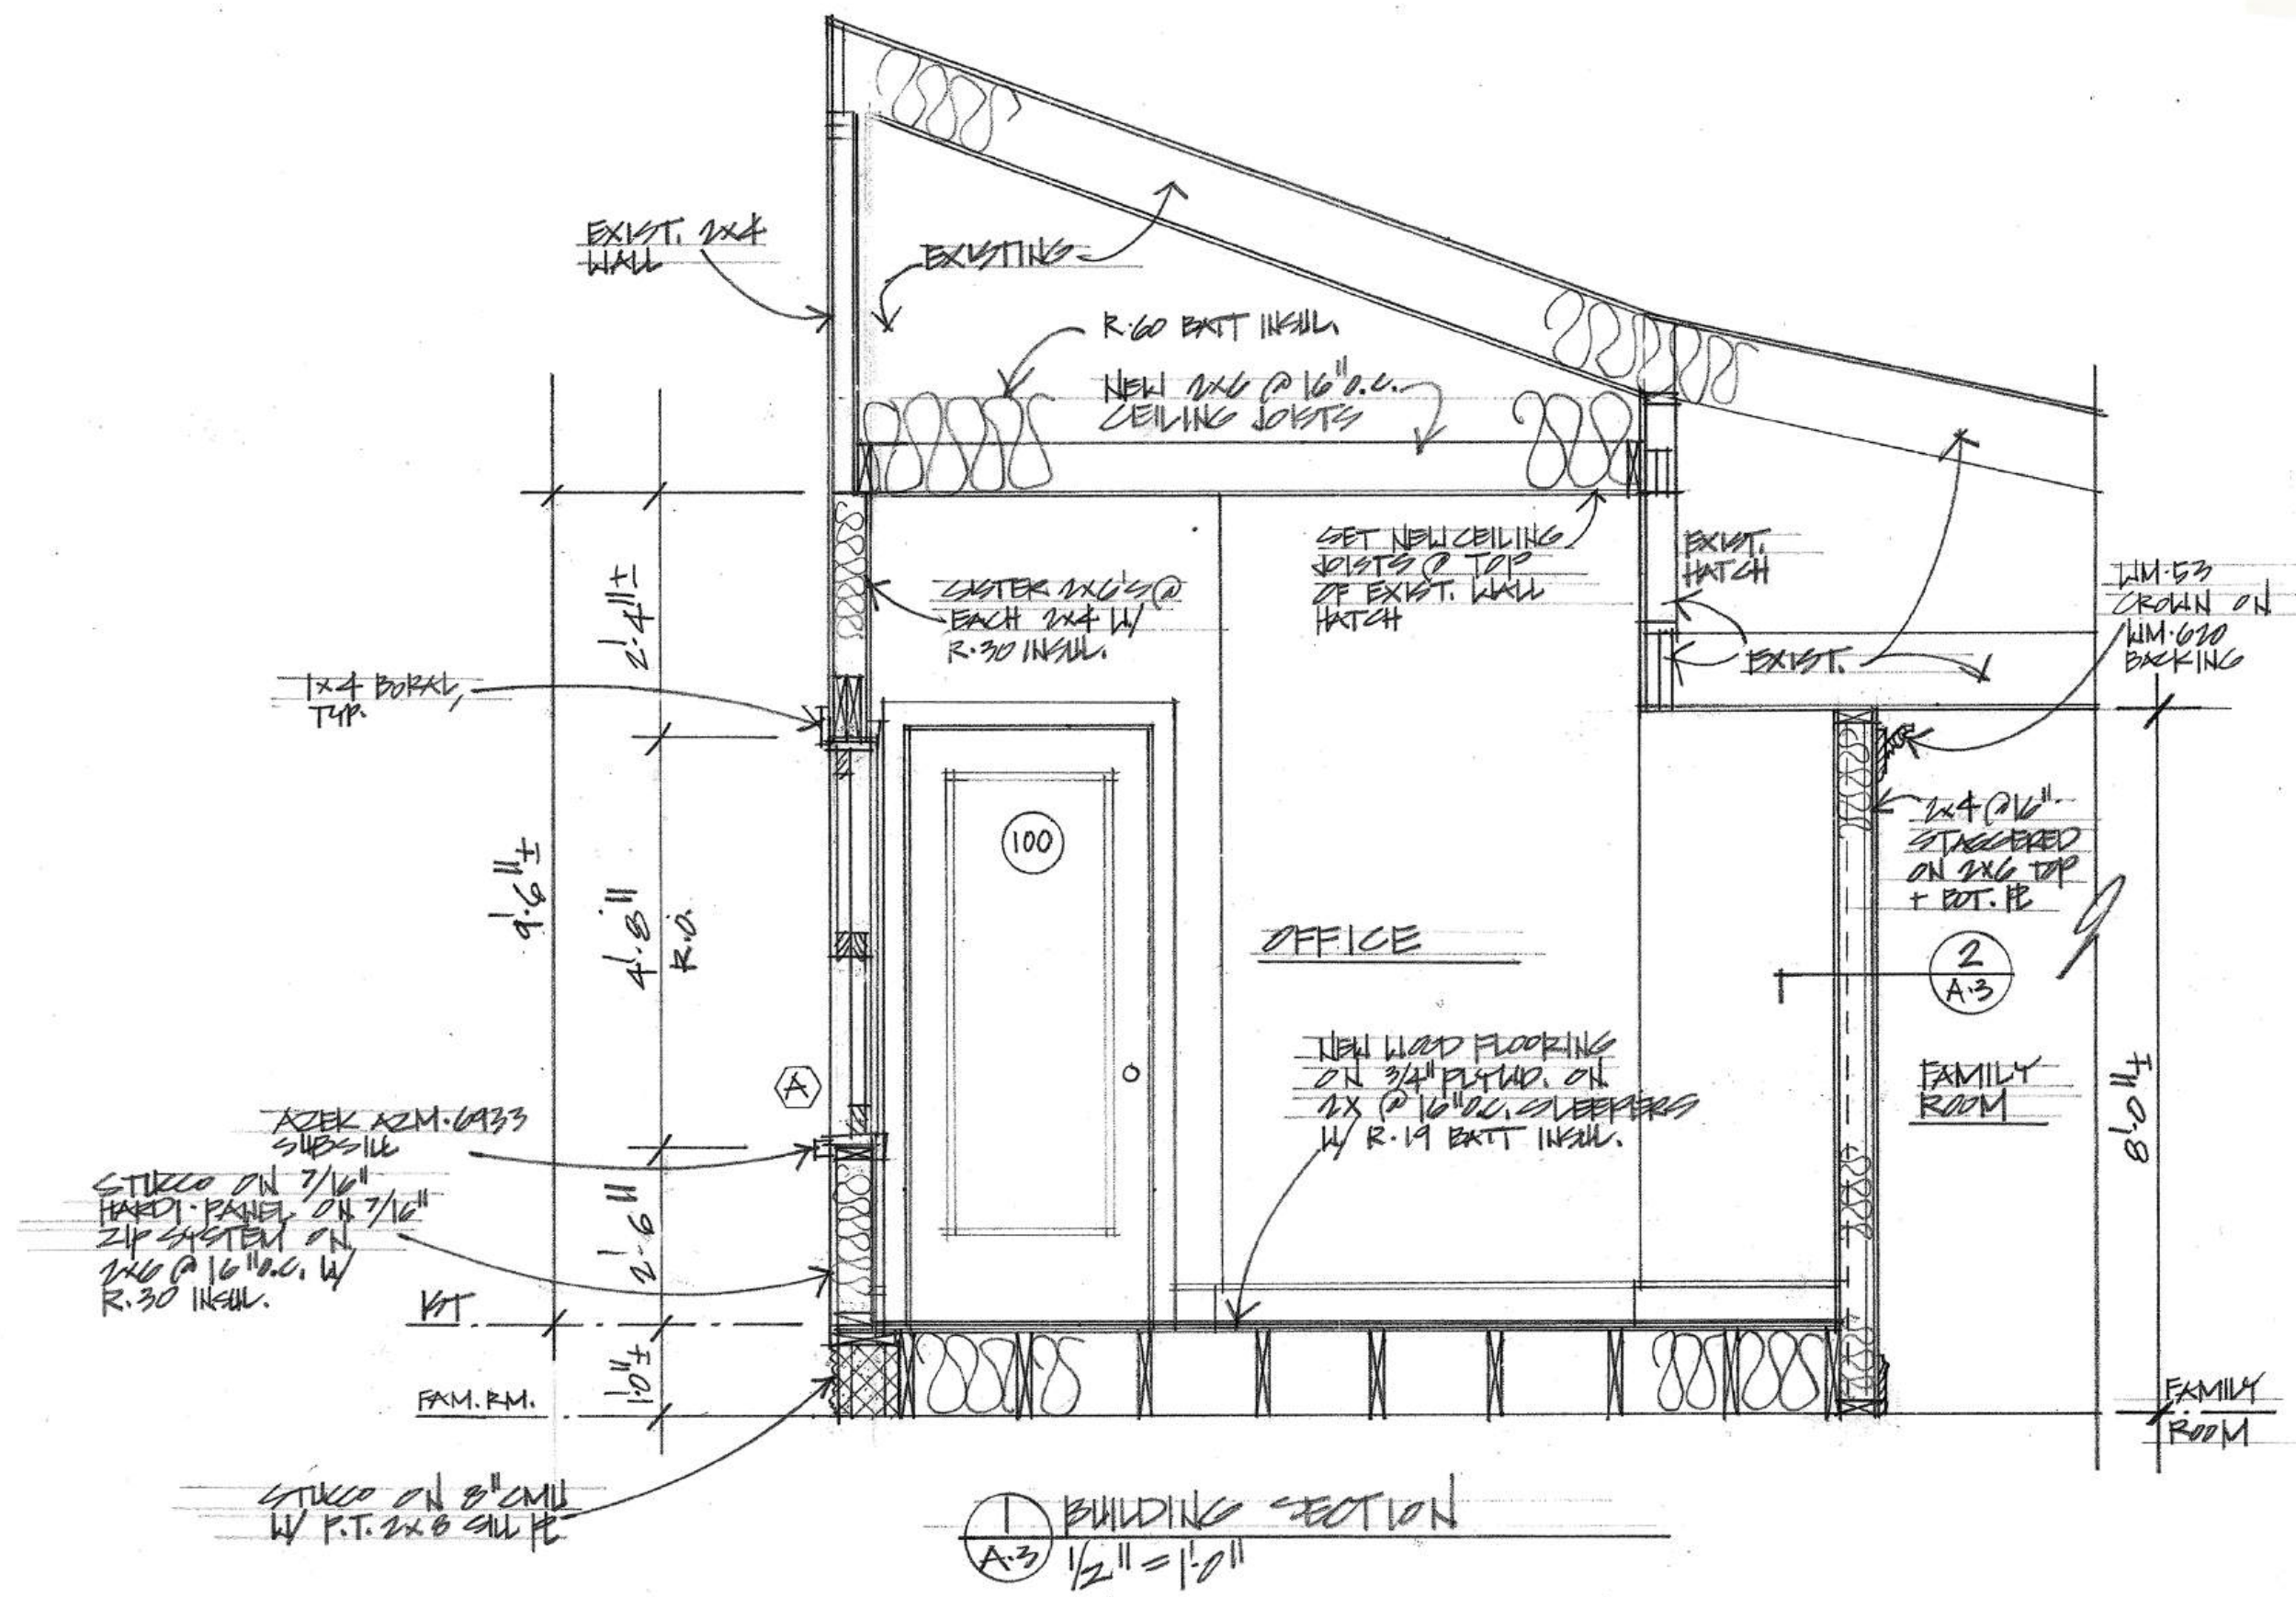 EXIST. 2X4
WALL
EXISTING
R·60 BATT INSUL.
NEW 2X6 @ 16" O.C.
CEILING JOISTS
SET NEW CEILING
JOISTS @ TOP
OF EXIST. WALL
HATCH
EXIST.
HATCH
EXIST.
WM·53
CROWN ON
WM·620
BACKING
SISTER 2X6'S @
EACH 2X4 W/
R·30 INSUL.
1X4 BORAL,
TYP.
2'·4"±
9'·6"±
4'·8"
R.O.
2'·6"
1'·0"±
100
2X4 @ 16"
STAGGERED
ON 2X6 TOP
+ BOT. PL
OFFICE
2
A·3
A
NEW WOOD FLOORING
ON 3/4" PLYWD. ON
2X @ 16" O.C. SLEEPERS
W/ R·19 BATT INSUL.
FAMILY
ROOM
8'·0"±
AZEK AZM·6933
SUBSILL
STUCCO ON 7/16"
HARDI·PANEL ON 7/16"
ZIP SYSTEM ON
2X6 @ 16" O.C. W/
R·30 INSUL.
FAM. RM.
FAMILY
ROOM
STUCCO ON 8" CMU
W/ P.T. 2X8 SILL PL
1
A·3
BUILDING SECTION
1/2" = 1'·0"